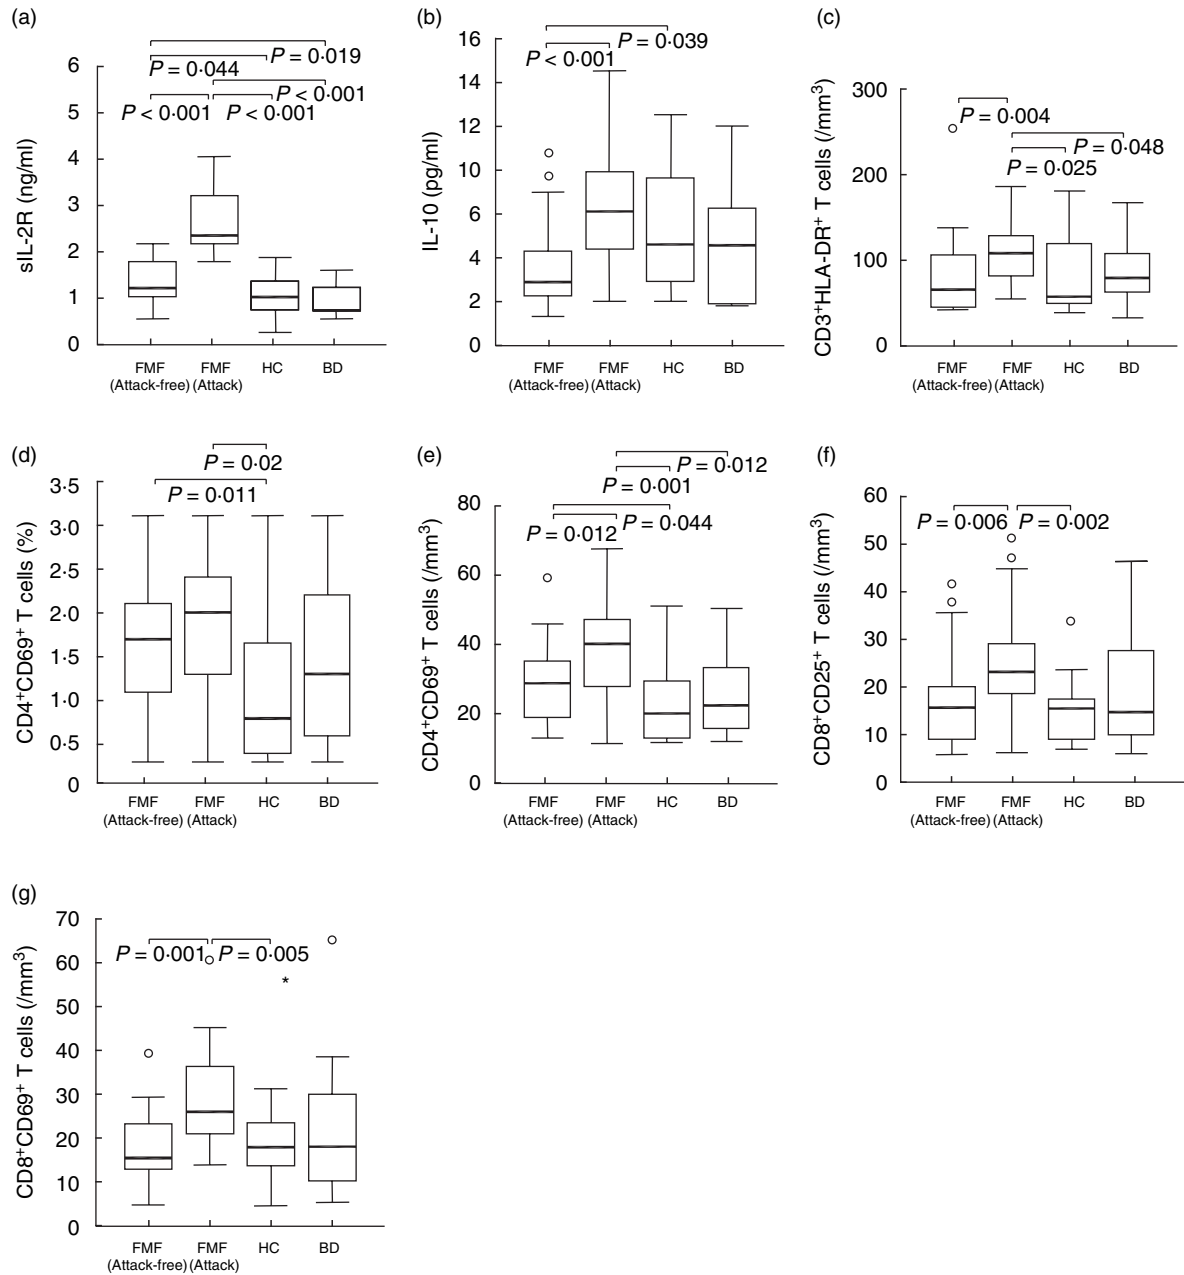 (a)
sIL-2R (ng/ml)
6
5
4
3
2
1
0
P = 0·019
P = 0·044
P < 0·001
P < 0·001
P < 0·001
FMF
(Attack-free)
FMF
(Attack)
HC
BD
(b)
IL-10 (pg/ml)
16
14
12
10
8
6
4
2
0
P = 0·039
P < 0·001
FMF
(Attack-free)
FMF
(Attack)
HC
BD
(c)
CD3⁺HLA-DR⁺ T cells (/mm³)
300
200
100
0
P = 0·004
P = 0·048
P = 0·025
FMF
(Attack-free)
FMF
(Attack)
HC
BD
(d)
CD4⁺CD69⁺ T cells (%)
3·5
3·0
2·5
2·0
1·5
1·0
0·5
0
P = 0·02
P = 0·011
FMF
(Attack-free)
FMF
(Attack)
HC
BD
(e)
CD4⁺CD69⁺ T cells (/mm³)
80
60
40
20
0
P = 0·012
P = 0·001
P = 0·044
P = 0·012
FMF
(Attack-free)
FMF
(Attack)
HC
BD
(f)
CD8⁺CD25⁺ T cells (/mm³)
60
50
40
30
20
10
0
P = 0·006
P = 0·002
FMF
(Attack-free)
FMF
(Attack)
HC
BD
(g)
CD8⁺CD69⁺ T cells (/mm³)
70
60
50
40
30
20
10
0
P = 0·001
P = 0·005
*
FMF
(Attack-free)
FMF
(Attack)
HC
BD